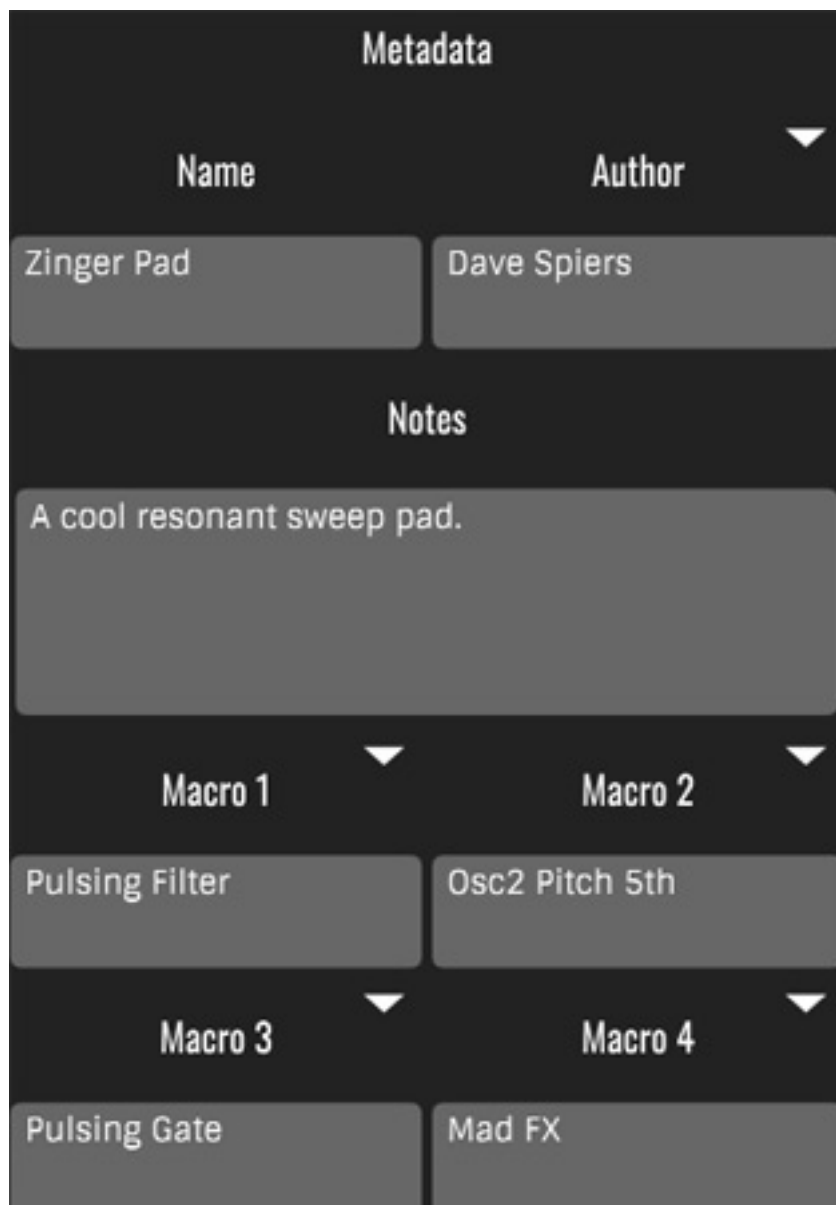 Metadata
Name
Author
Zinger Pad
Dave Spiers
Notes
A cool resonant sweep pad.
Macro 1
Macro 2
Pulsing Filter
Osc2 Pitch 5th
Macro 3
Macro 4
Pulsing Gate
Mad FX